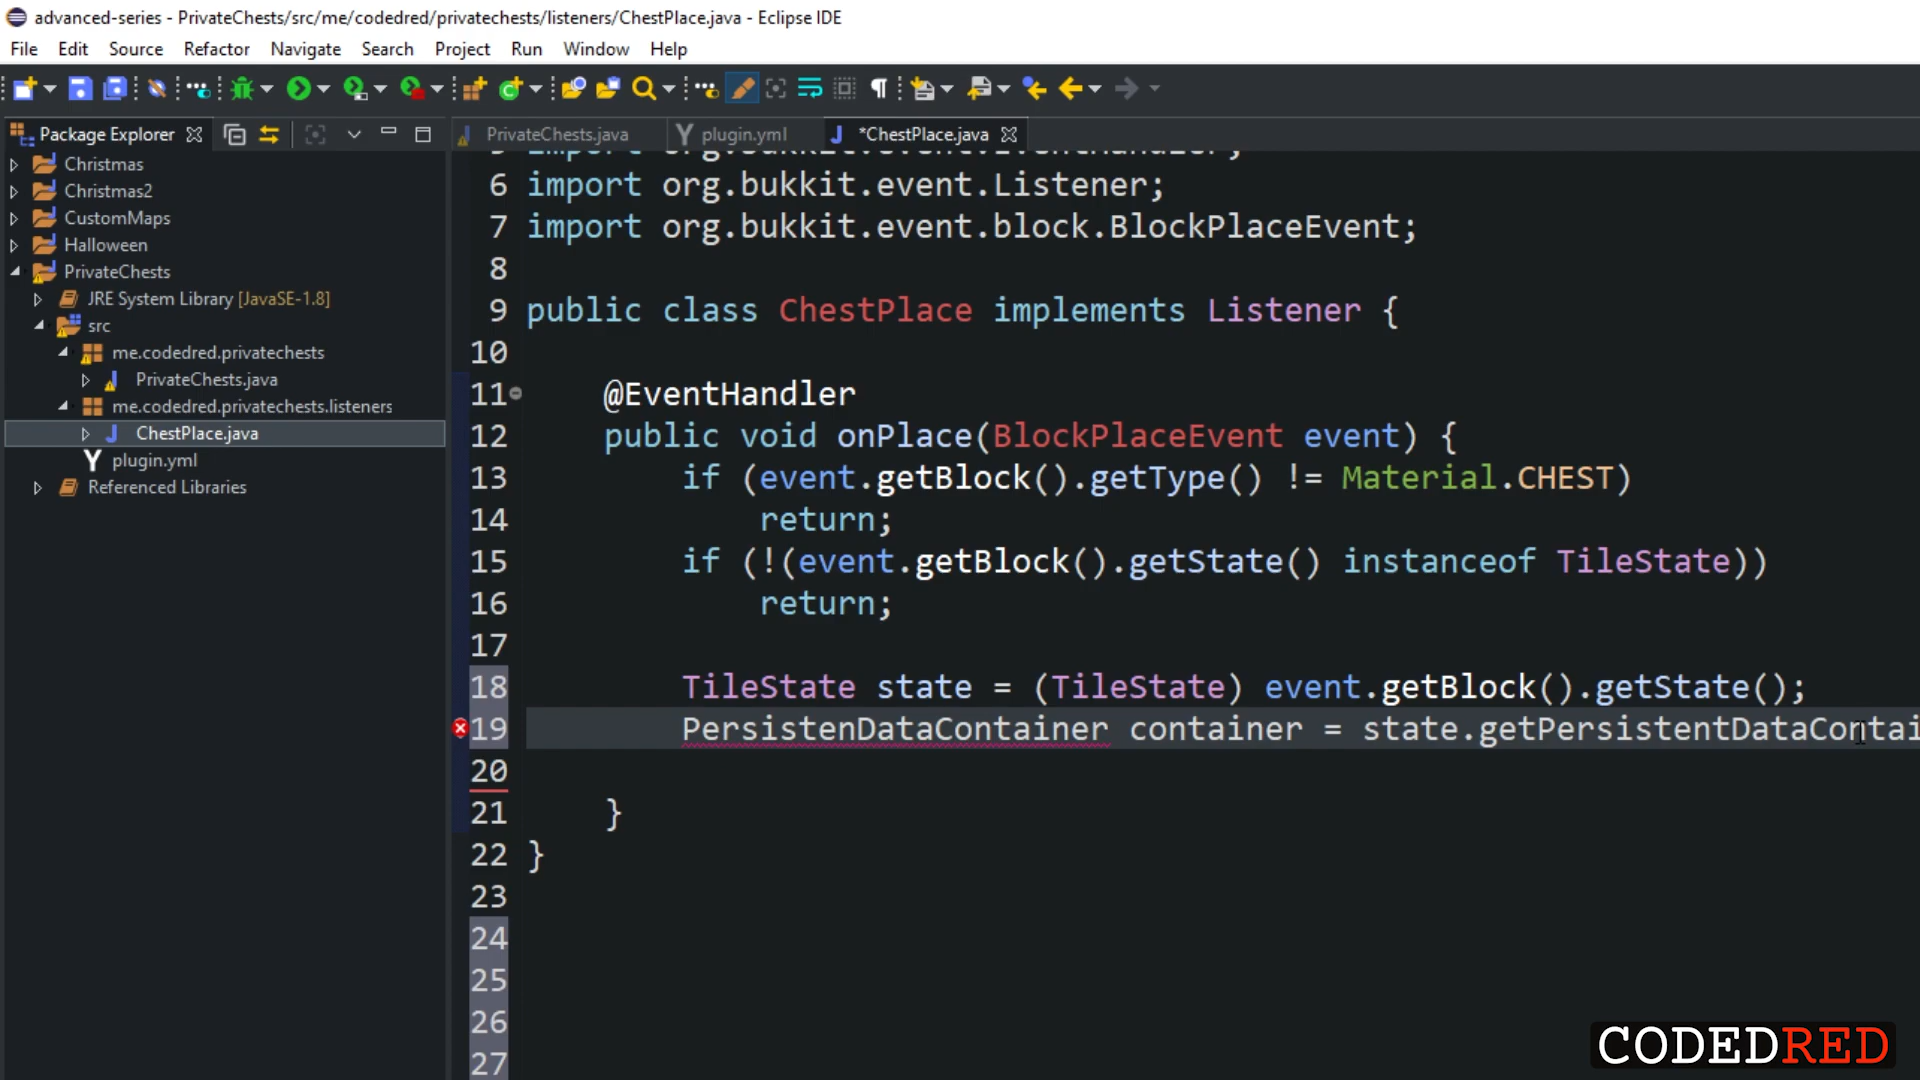 advanced-series - PrivateChests/src/me/codedred/privatechests/listeners/ChestPlace.java - Eclipse IDE
File Edit Source Refactor Navigate Search Project Run Window Help
Package Explorer
PrivateChests.java plugin.yml *ChestPlace.java
Christmas
Christmas2
CustomMaps
Halloween
PrivateChests
JRE System Library [JavaSE-1.8]
src
me.codedred.privatechests
PrivateChests.java
me.codedred.privatechests.listeners
ChestPlace.java
plugin.yml
Referenced Libraries
6 import org.bukkit.event.Listener;
7 import org.bukkit.event.block.BlockPlaceEvent;
8
9 public class ChestPlace implements Listener {
10
11 @EventHandler
12 public void onPlace(BlockPlaceEvent event) {
13 if (event.getBlock().getType() != Material.CHEST)
14 return;
15 if (!(event.getBlock().getState() instanceof TileState))
16 return;
17
18 TileState state = (TileState) event.getBlock().getState();
19 PersistenDataContainer container = state.getPersistentDataContai
20
21 }
22 }
23
24
25
26
27
CODEDRED